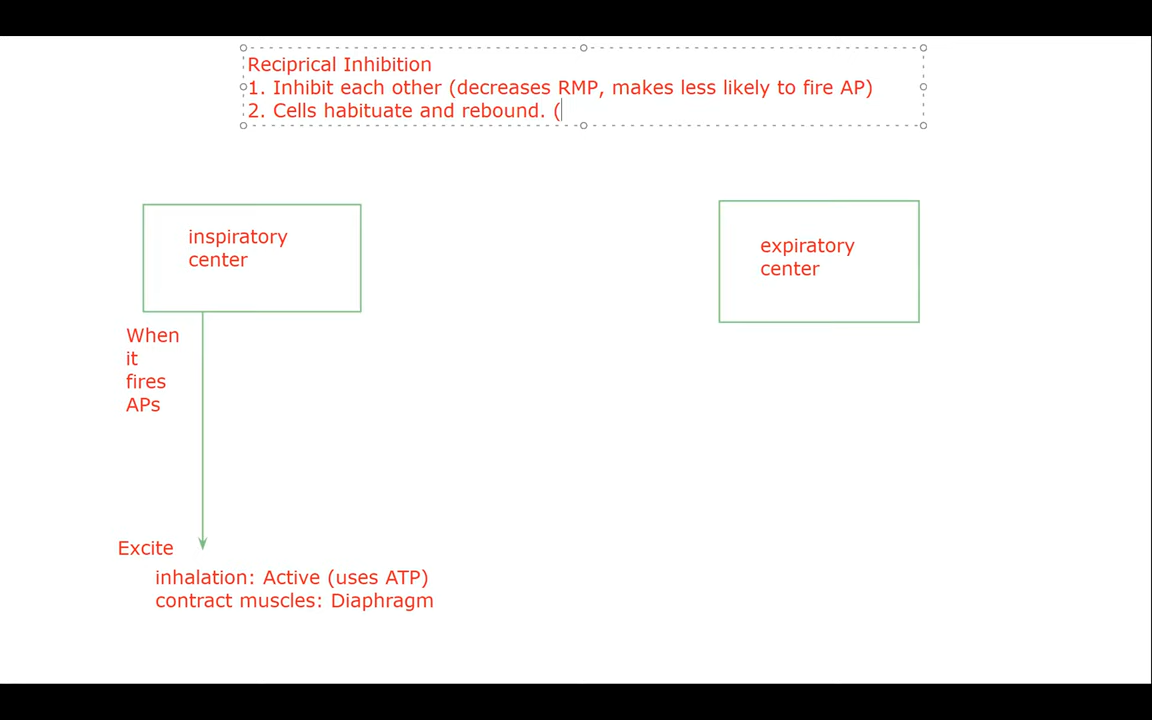 Reciprical Inhibition
1. Inhibit each other (decreases RMP, makes less likely to fire AP)
2. Cells habituate and rebound. (
inspiratory
center
expiratory
center
When
it
fires
APs
Excite
inhalation: Active (uses ATP)
contract muscles: Diaphragm